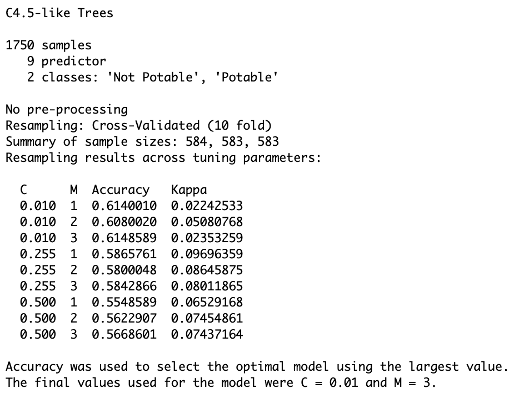 C4.5-like Trees
1750 samples
9 predictor
2 classes: 'Not Potable', 'Potable'
No pre-processing
Resampling: Cross-Validated (10 fold)
Summary of sample sizes: 584, 583, 583
Resampling results across tuning parameters:
C M Accuracy Kappa
0.010 1 0.6140010 0.02242533
0.010 2 0.6080020 0.05080768
0.010 3 0.6148589 0.02353259
0.255 1 0.5865761 0.09696359
0.255 2 0.5800048 0.08645875
0.255 3 0.5842866 0.08011865
0.500 1 0.5548589 0.06529168
0.500 2 0.5622907 0.07454861
0.500 3 0.5668601 0.07437164
Accuracy was used to select the optimal model using the largest value.
The final values used for the model were C = 0.01 and M = 3.